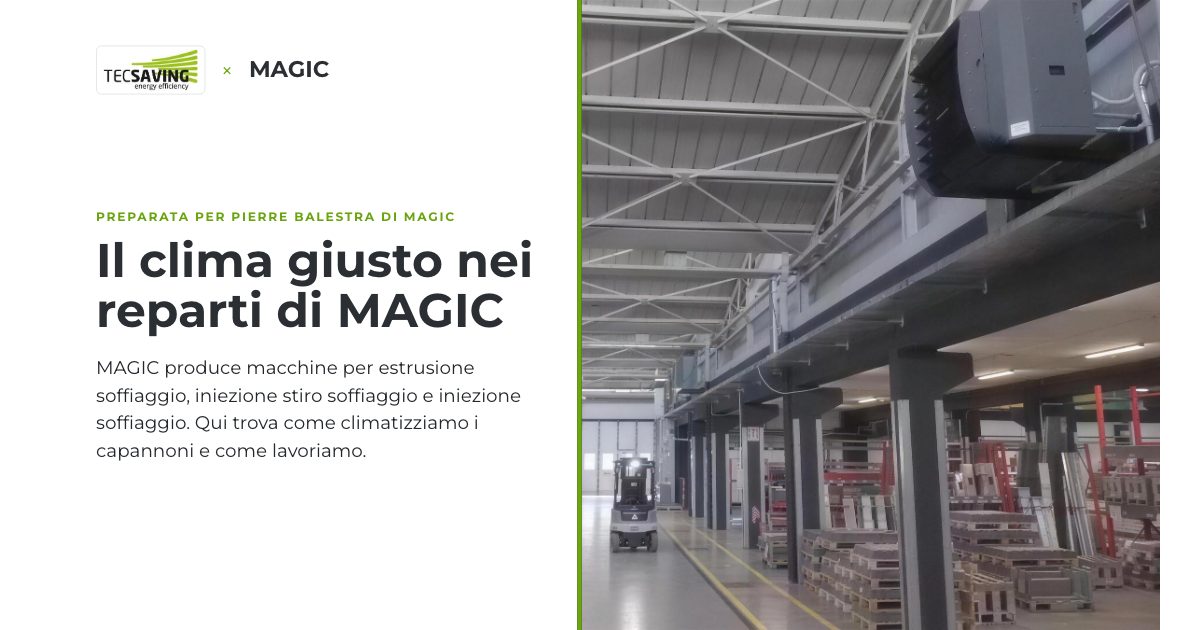 TECSAVING
energy efficiency
× MAGIC
PREPARATA PER PIERRE BALESTRA DI MAGIC
Il clima giusto nei
reparti di MAGIC
MAGIC produce macchine per estrusione
soffiaggio, iniezione stiro soffiaggio e iniezione
soffiaggio. Qui trova come climatizziamo i
capannoni e come lavoriamo.